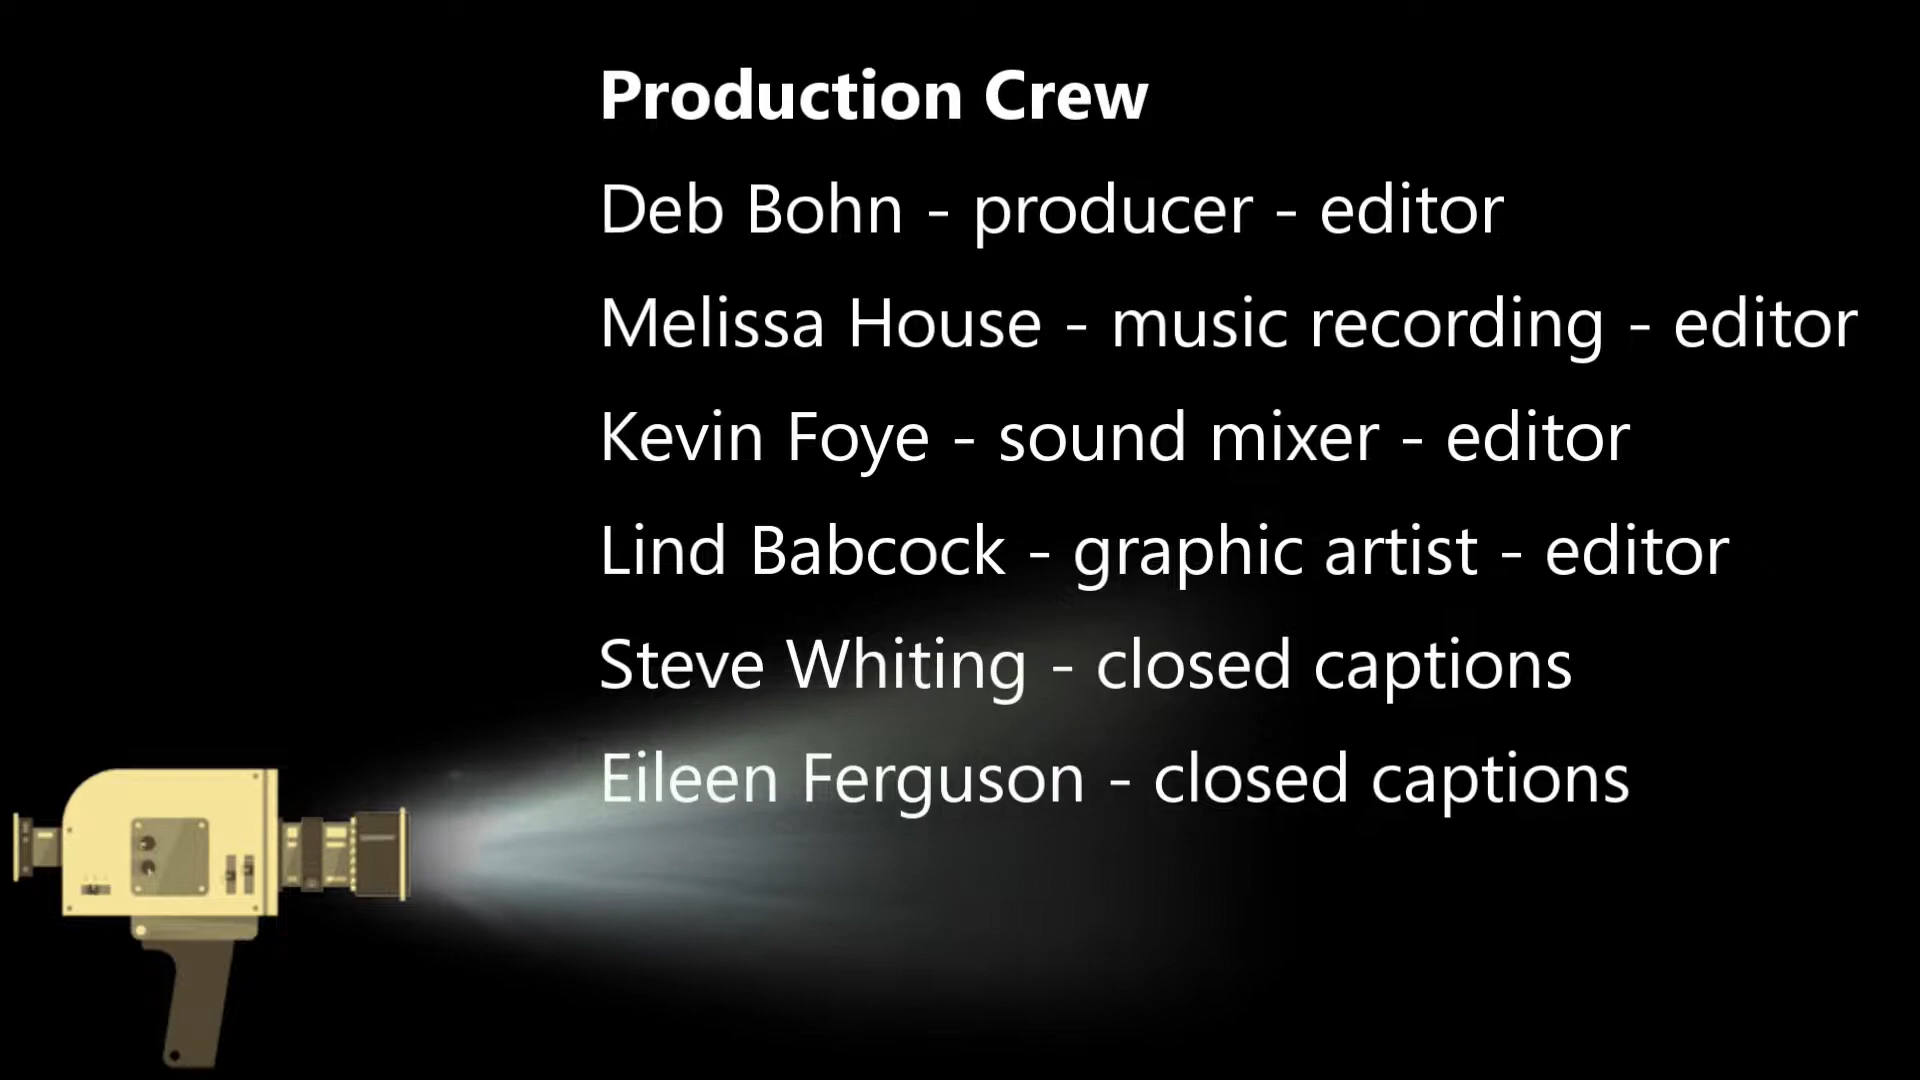 Production Crew
Deb Bohn - producer - editor
Melissa House - music recording - editor
Kevin Foye - sound mixer - editor
Lind Babcock - graphic artist - editor
Steve Whiting - closed captions
Eileen Ferguson - closed captions